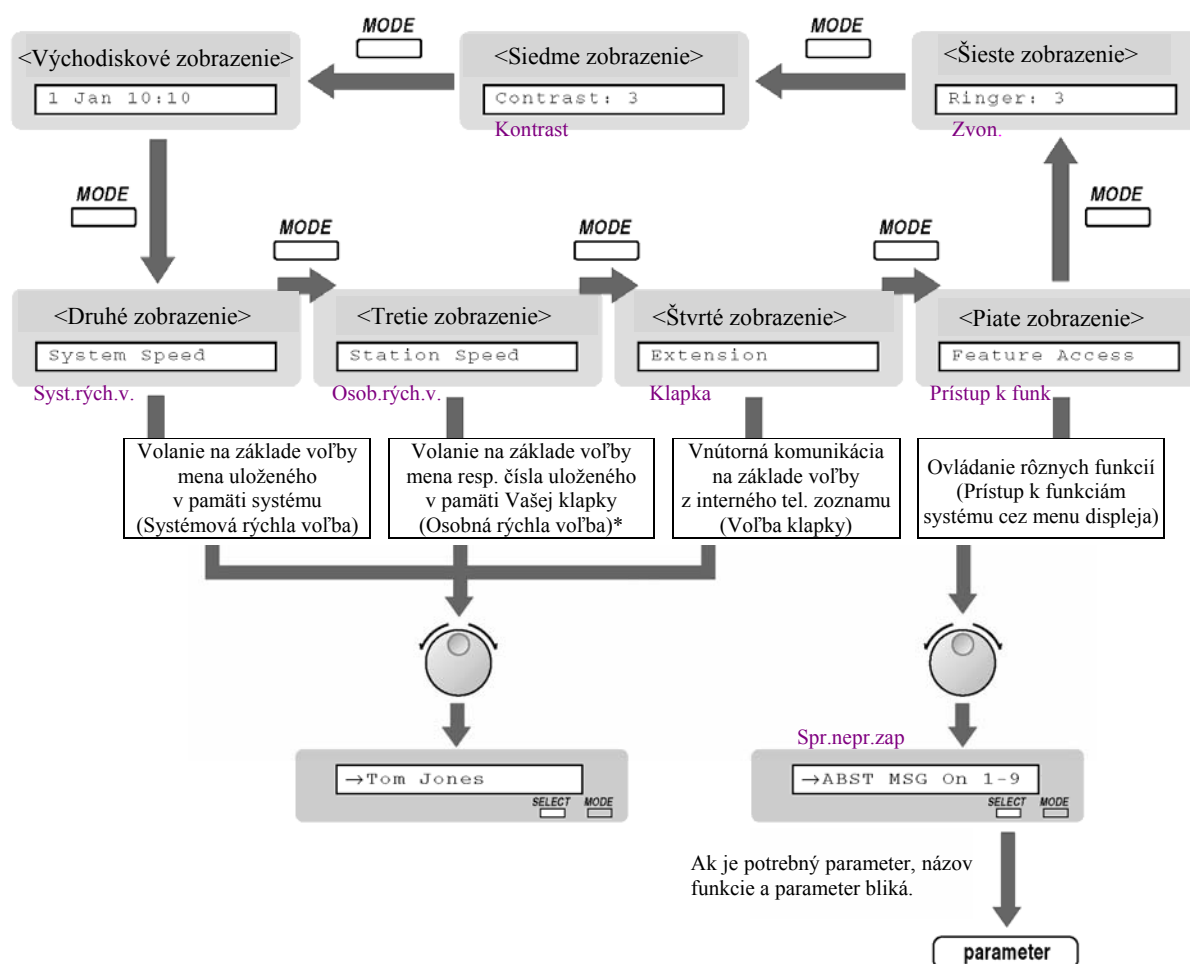 MODE
MODE
<Východiskové zobrazenie>
<Siedme zobrazenie>
<Šieste zobrazenie>
1 Jan 10:10
Contrast: 3
Ringer: 3
Kontrast
Zvon.
MODE
MODE
MODE
MODE
MODE
<Druhé zobrazenie>
<Tretie zobrazenie>
<Štvrté zobrazenie>
<Piate zobrazenie>
System Speed
Station Speed
Extension
Feature Access
Syst.rých.v.
Osob.rých.v.
Klapka
Prístup k funk
Volanie na základe voľby
mena uloženého
v pamäti systému
(Systémová rýchla voľba)
Volanie na základe voľby
mena resp. čísla uloženého
v pamäti Vašej klapky
(Osobná rýchla voľba)*
Vnútorná komunikácia
na základe voľby
z interného tel. zoznamu
(Voľba klapky)
Ovládanie rôznych funkcií
(Prístup k funkciám
systému cez menu displeja)
Spr.nepr.zap
→Tom Jones
SELECT MODE
→ABST MSG On 1-9
SELECT MODE
Ak je potrebný parameter, názov
funkcie a parameter bliká.
parameter